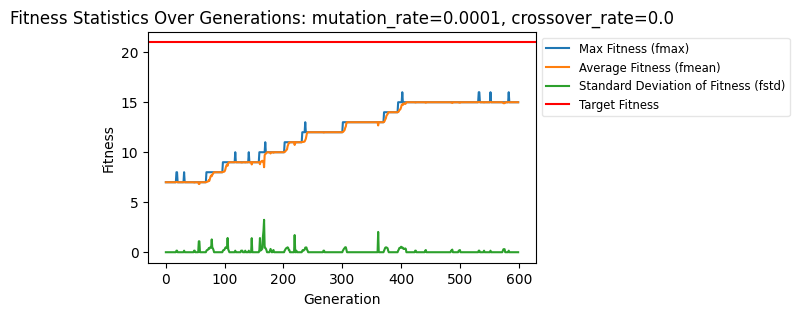 Fitness Statistics Over Generations: mutation_rate=0.0001, crossover_rate=0.0
Max Fitness (fmax)
Average Fitness (fmean)
Standard Deviation of Fitness (fstd)
Target Fitness
Fitness
20
15
10
5
0
0 100 200 300 400 500 600
Generation